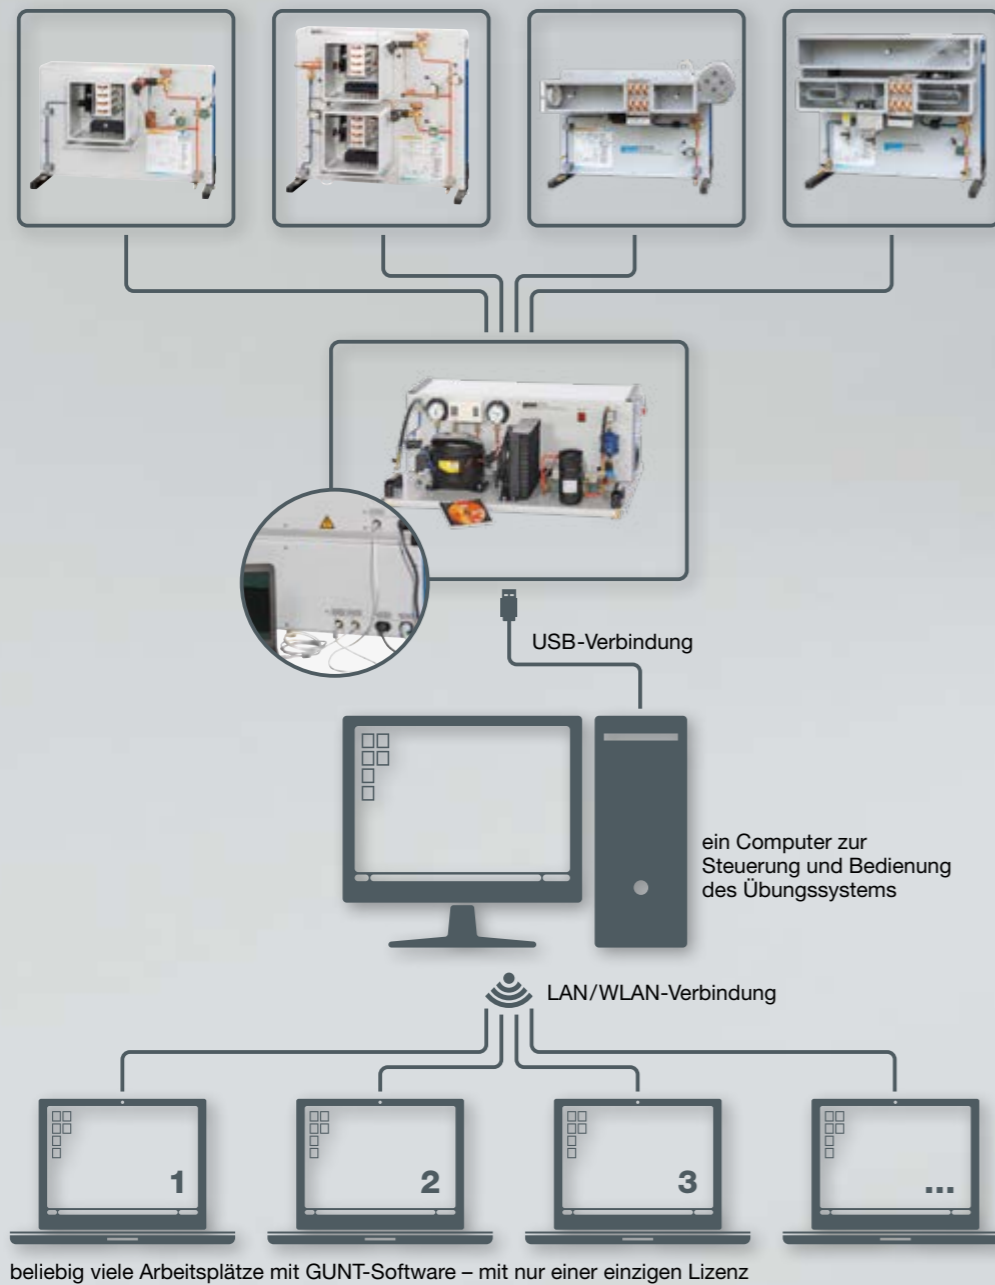 USB-Verbindung
ein Computer zur
Steuerung und Bedienung
des Übungssystems
LAN/WLAN-Verbindung
1
2
3
...
beliebig viele Arbeitsplätze mit GUNT-Software – mit nur einer einzigen Lizenz